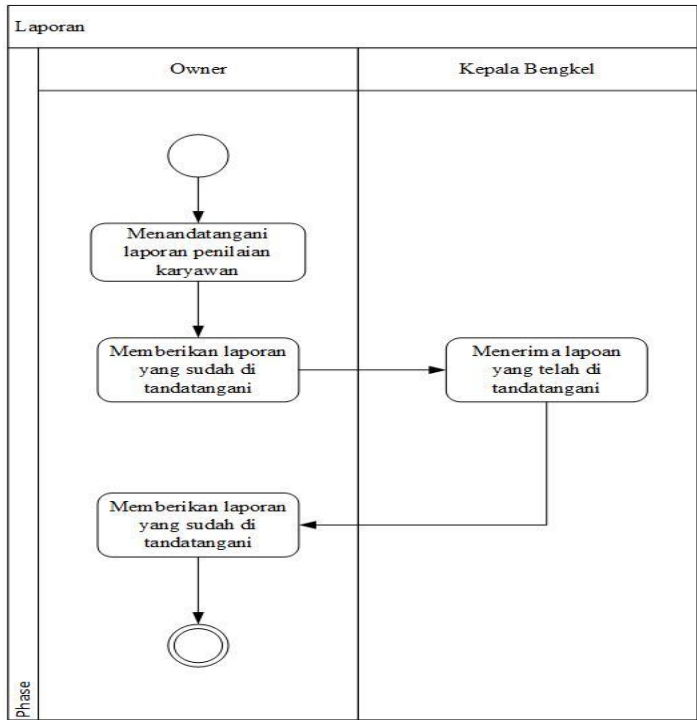 Laporan
Owner
Kepala Bengkel
Menandatangani
laporan penilaian
karyawan
Memberikan laporan
yang sudah di
tandatangani
Menerima lapoan
yang telah di
tandatangani
Memberikan laporan
yang sudah di
tandatangani
Phase